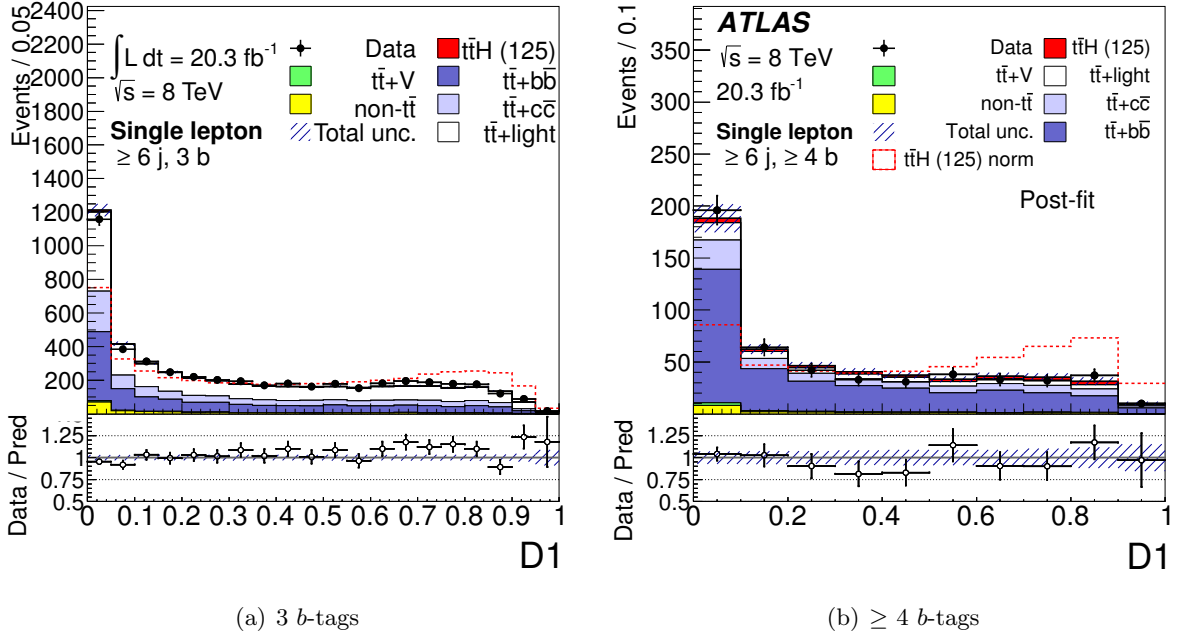 Events / 0.05
2400
2200
2000
1800
1600
1400
1200
1000
800
600
400
200
∫L dt = 20.3 fb⁻¹
√s = 8 TeV
Single lepton
≥ 6 j, 3 b
Data
tt̄+V
non-tt̄
Total unc.
tt̄H (125)
tt̄+bb̄
tt̄+cc̄
tt̄+light
Data / Pred
1.25
1
0.75
0.5
0 0.1 0.2 0.3 0.4 0.5 0.6 0.7 0.8 0.9 1
D1
(a) 3 b-tags
Events / 0.1
350
300
250
200
150
100
50
ATLAS
√s = 8 TeV
20.3 fb⁻¹
Single lepton
≥6 j, ≥ 4 b
Data
tt̄+V
non-tt̄
Total unc.
tt̄H (125) norm
tt̄H (125)
tt̄+light
tt̄+cc̄
tt̄+bb̄
Post-fit
Data / Pred
1.25
1
0.75
0.5
0 0.2 0.4 0.6 0.8 1
D1
(b) ≥ 4 b-tags